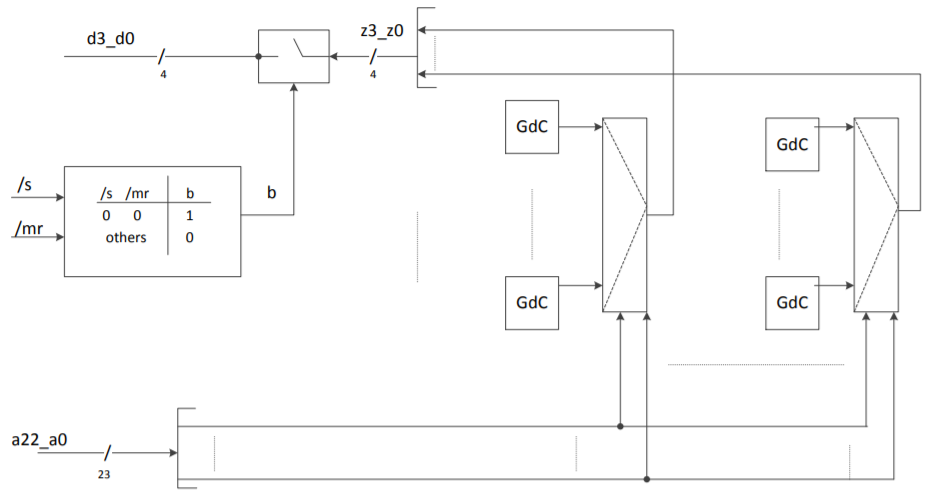 d3_d0
4
z3_z0
4
GdC
GdC
/s
/mr
/s /mr b
0 0 1
others 0
b
GdC
GdC
a22_a0
23